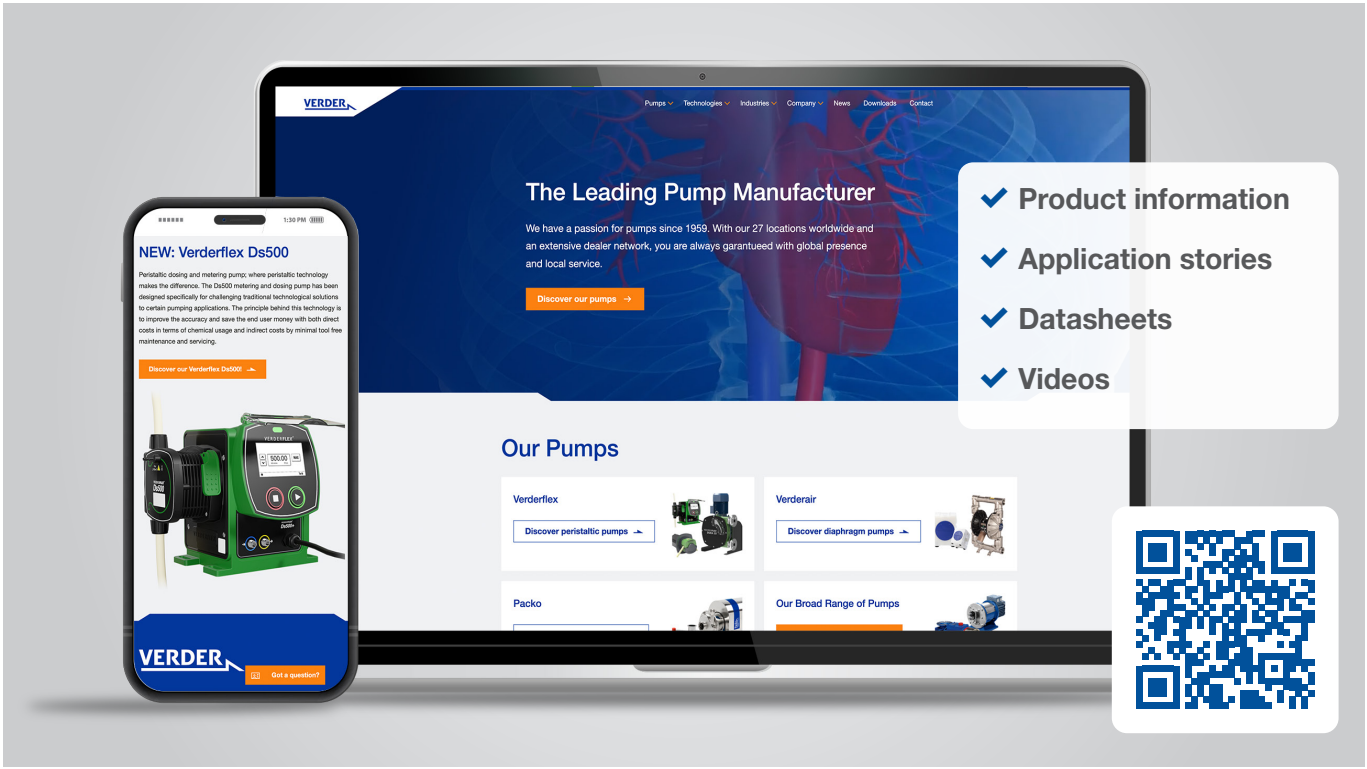 VERDER
Pumps
Technologies
Industries
Company
News
Downloads
Contact
The Leading Pump Manufacturer
We have a passion for pumps since 1959. With our 27 locations worldwide and
an extensive dealer network, you are always garantueed with global presence
and local service.
Discover our pumps
Our Pumps
Verderflex
Discover peristaltic pumps
Verderair
Discover diaphragm pumps
Packo
Our Broad Range of Pumps
1:30 PM
NEW: Verderflex Ds500
Peristaltic dosing and metering pump; where peristaltic technology
makes the difference. The Ds500 metering and dosing pump has been
designed specifically for challenging traditional technological solutions
to certain pumping applications. The principle behind this technology is
to improve the accuracy and save the end user money with both direct
costs in terms of chemical usage and indirect costs by minimal tool free
maintenance and servicing.
Discover our Verderflex Ds500!
VERDERFLEX
500.00
Ds500
Ds500+
VERDER
Got a question?
Product information
Application stories
Datasheets
Videos